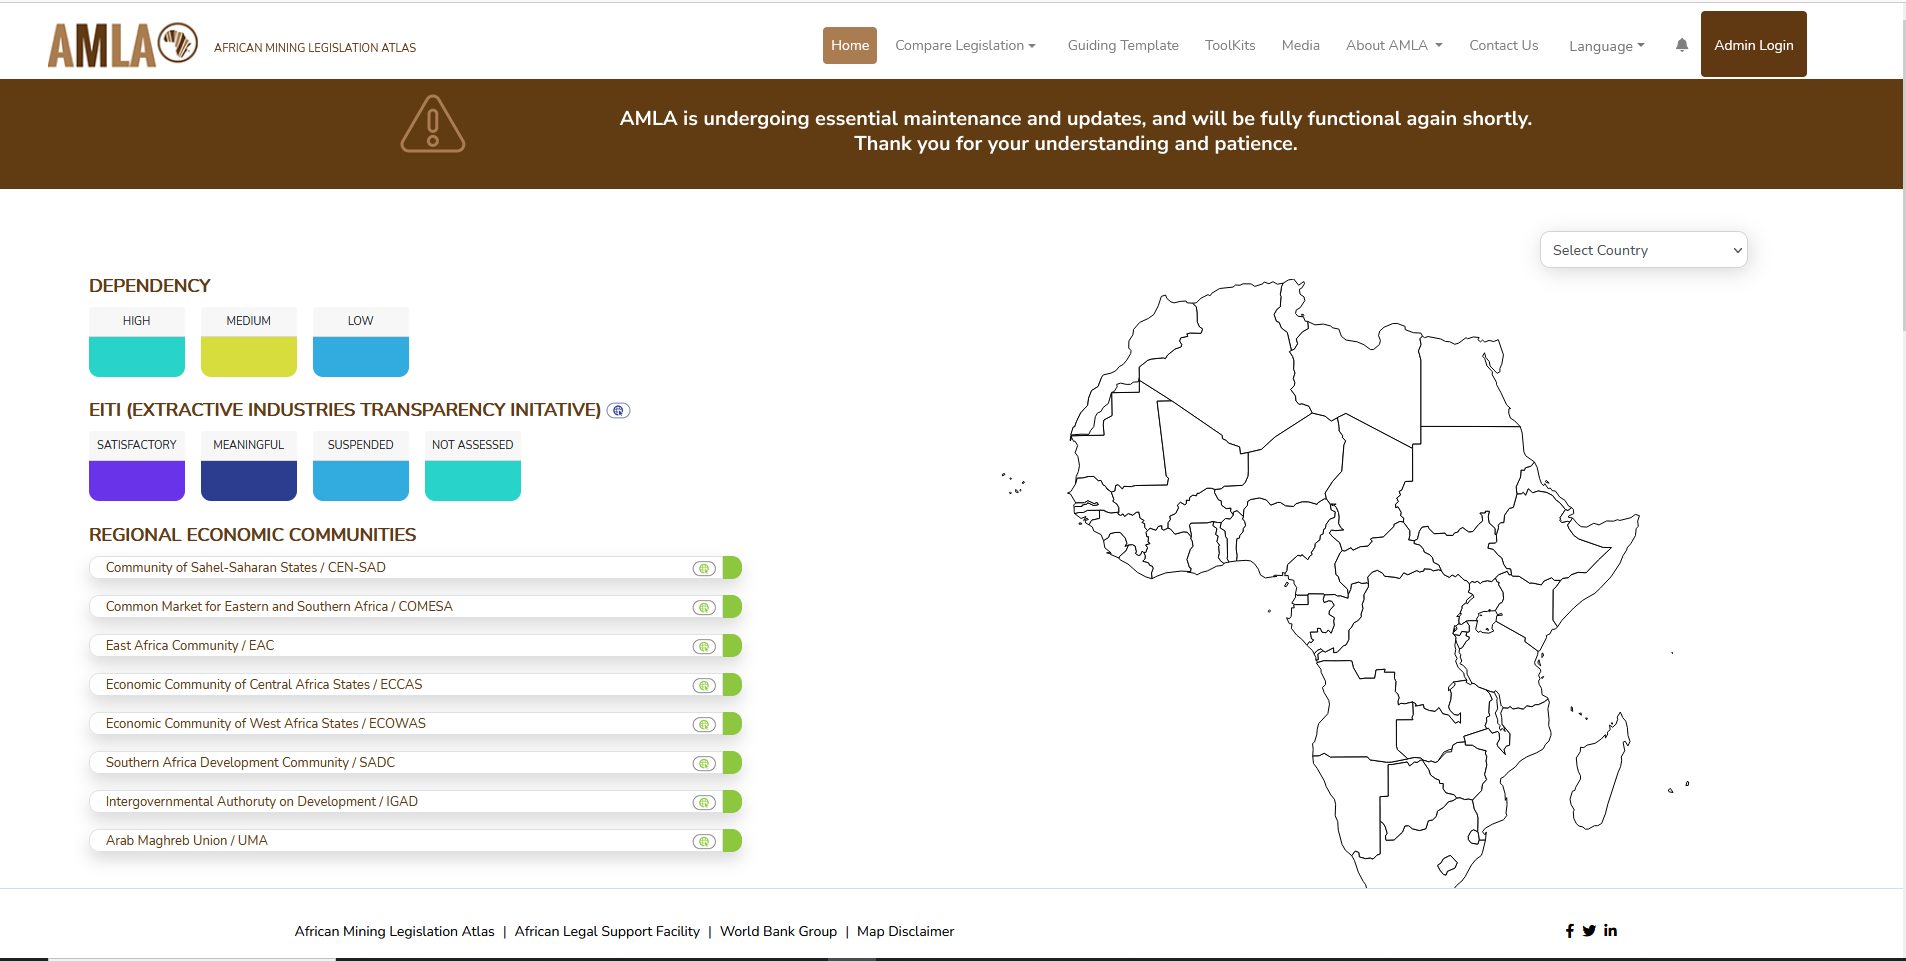 AMLA
AFRICAN MINING LEGISLATION ATLAS
Home
Compare Legislation
Guiding Template
ToolKits
Media
About AMLA
Contact Us
Language
Admin Login
AMLA is undergoing essential maintenance and updates, and will be fully functional again shortly.
Thank you for your understanding and patience.
Select Country
DEPENDENCY
HIGH
MEDIUM
LOW
EITI (EXTRACTIVE INDUSTRIES TRANSPARENCY INITATIVE)
SATISFACTORY
MEANINGFUL
SUSPENDED
NOT ASSESSED
REGIONAL ECONOMIC COMMUNITIES
Community of Sahel-Saharan States / CEN-SAD
Common Market for Eastern and Southern Africa / COMESA
East Africa Community / EAC
Economic Community of Central Africa States / ECCAS
Economic Community of West Africa States / ECOWAS
Southern Africa Development Community / SADC
Intergovernmental Authoruty on Development / IGAD
Arab Maghreb Union / UMA
African Mining Legislation Atlas | African Legal Support Facility | World Bank Group | Map Disclaimer